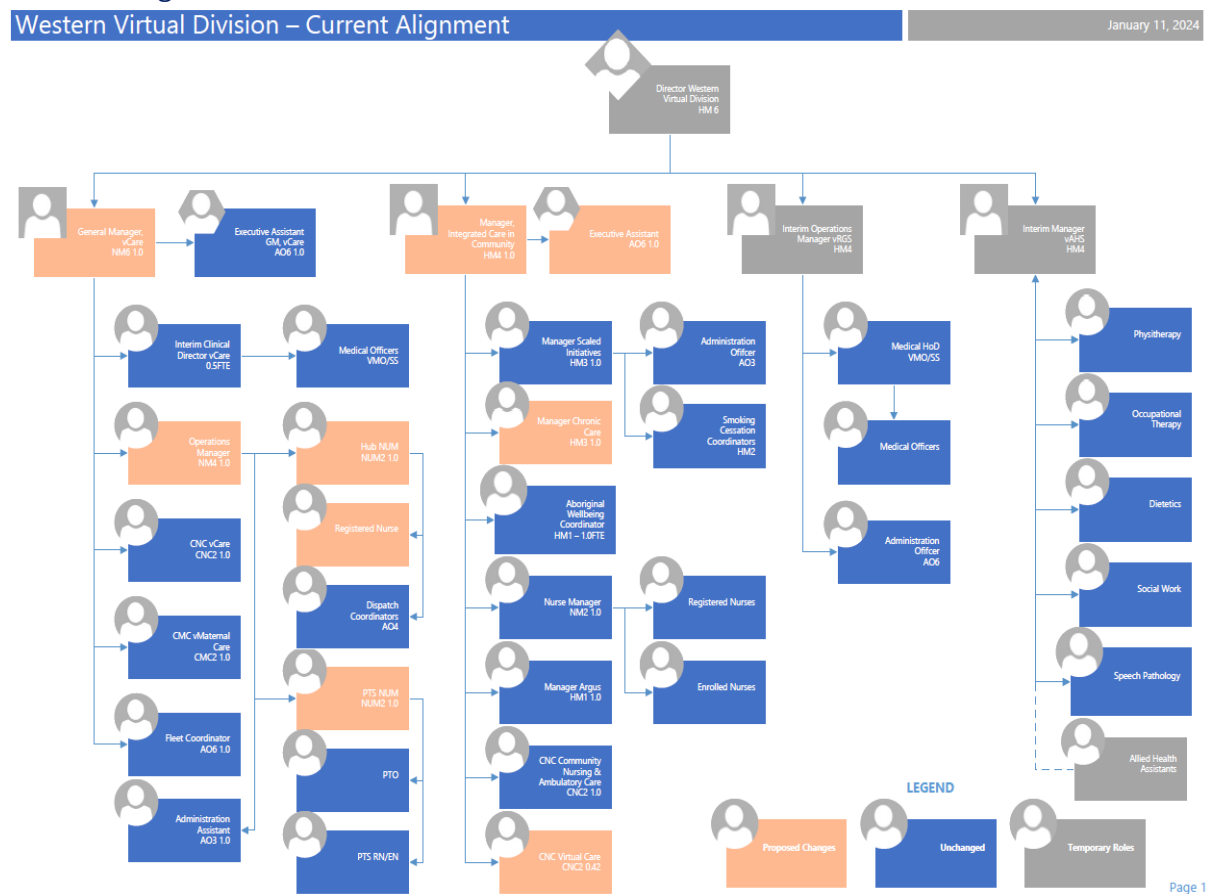 Western Virtual Division – Current Alignment
January 11, 2024
Director Western
Virtual Division
HM 6
General Manager,
vCare
NM6 1.0
Executive Assistant
GM, vCare
AO6 1.0
Manager,
Integrated Care in
Community
HM4 1.0
Executive Assistant
AO6 1.0
Interim Operations
Manager vRGS
HM4
Interim Manager
vAHS
HM4
Interim Clinical
Director vCare
0.5FTE
Medical Officers
VMO/SS
Operations
Manager
NM4 1.0
Hub NUM
NUM2 1.0
Registered Nurse
CNC vCare
CNC2 1.0
Dispatch
Coordinators
AO4
CMC vMaternal
Care
CMC2 1.0
PTS NUM
NUM2 1.0
Fleet Coordinator
AO6 1.0
PTO
Administration
Assistant
AO3 1.0
PTS RN/EN
Manager Scaled
Initiatives
HM3 1.0
Administration
Ofifcer
AO3
Manager Chronic
Care
HM3 1.0
Smoking
Cessation
Coordinators
HM2
Aboriginal
Wellbeing
Coordinator
HM1 – 1.0FTE
Nurse Manager
NM2 1.0
Registered Nurses
Manager Argus
HM1 1.0
Enrolled Nurses
CNC Community
Nursing &
Ambulatory Care
CNC2 1.0
CNC Virtual Care
CNC2 0.42
Medical HoD
VMO/SS
Medical Officers
Administration
Ofifcer
AO6
Physitherapy
Occupational
Therapy
Dietetics
Social Work
Speech Pathology
Allied Health
Assistants
LEGEND
Proposed Changes
Unchanged
Temporary Roles
Page 1